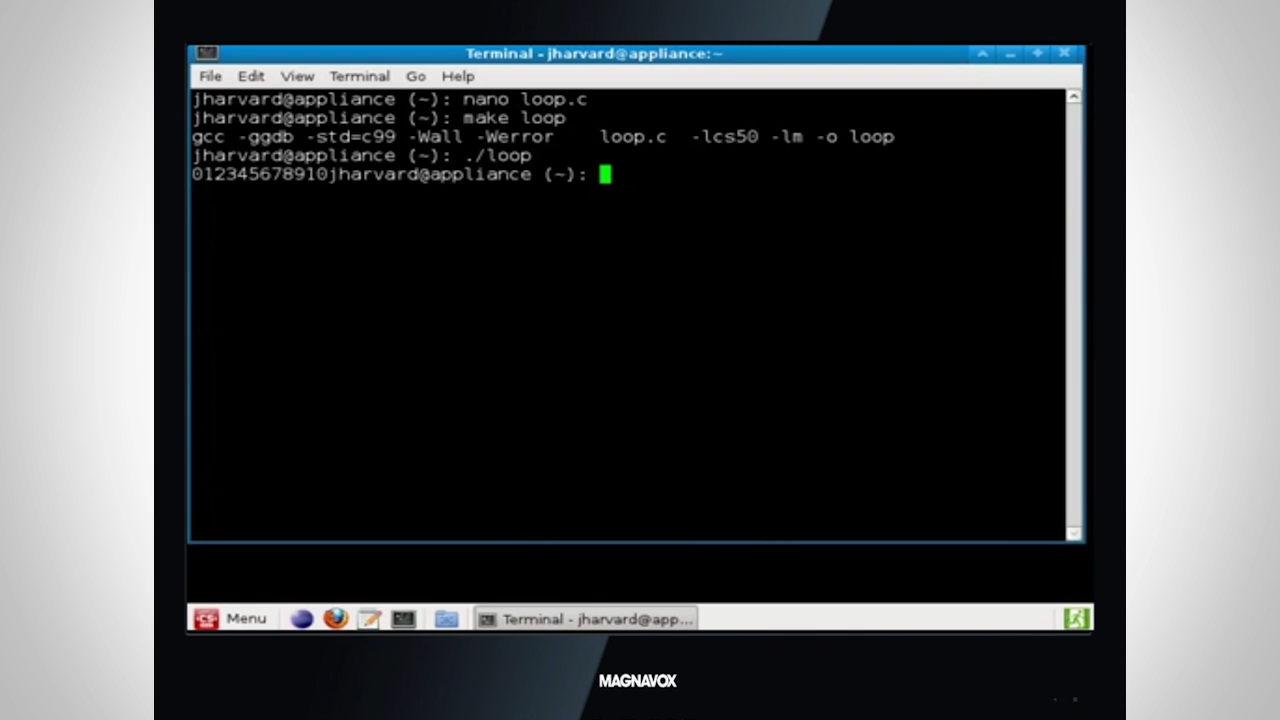 Terminal - jharvard@appliance:~
File Edit View Terminal Go Help
jharvard@appliance (~): nano loop.c
jharvard@appliance (~): make loop
gcc -ggdb -std=c99 -Wall -Werror    loop.c  -lcs50 -lm -o loop
jharvard@appliance (~): ./loop
012345678910jharvard@appliance (~):
CS Menu Terminal - jharvard@app...
MAGNAVOX